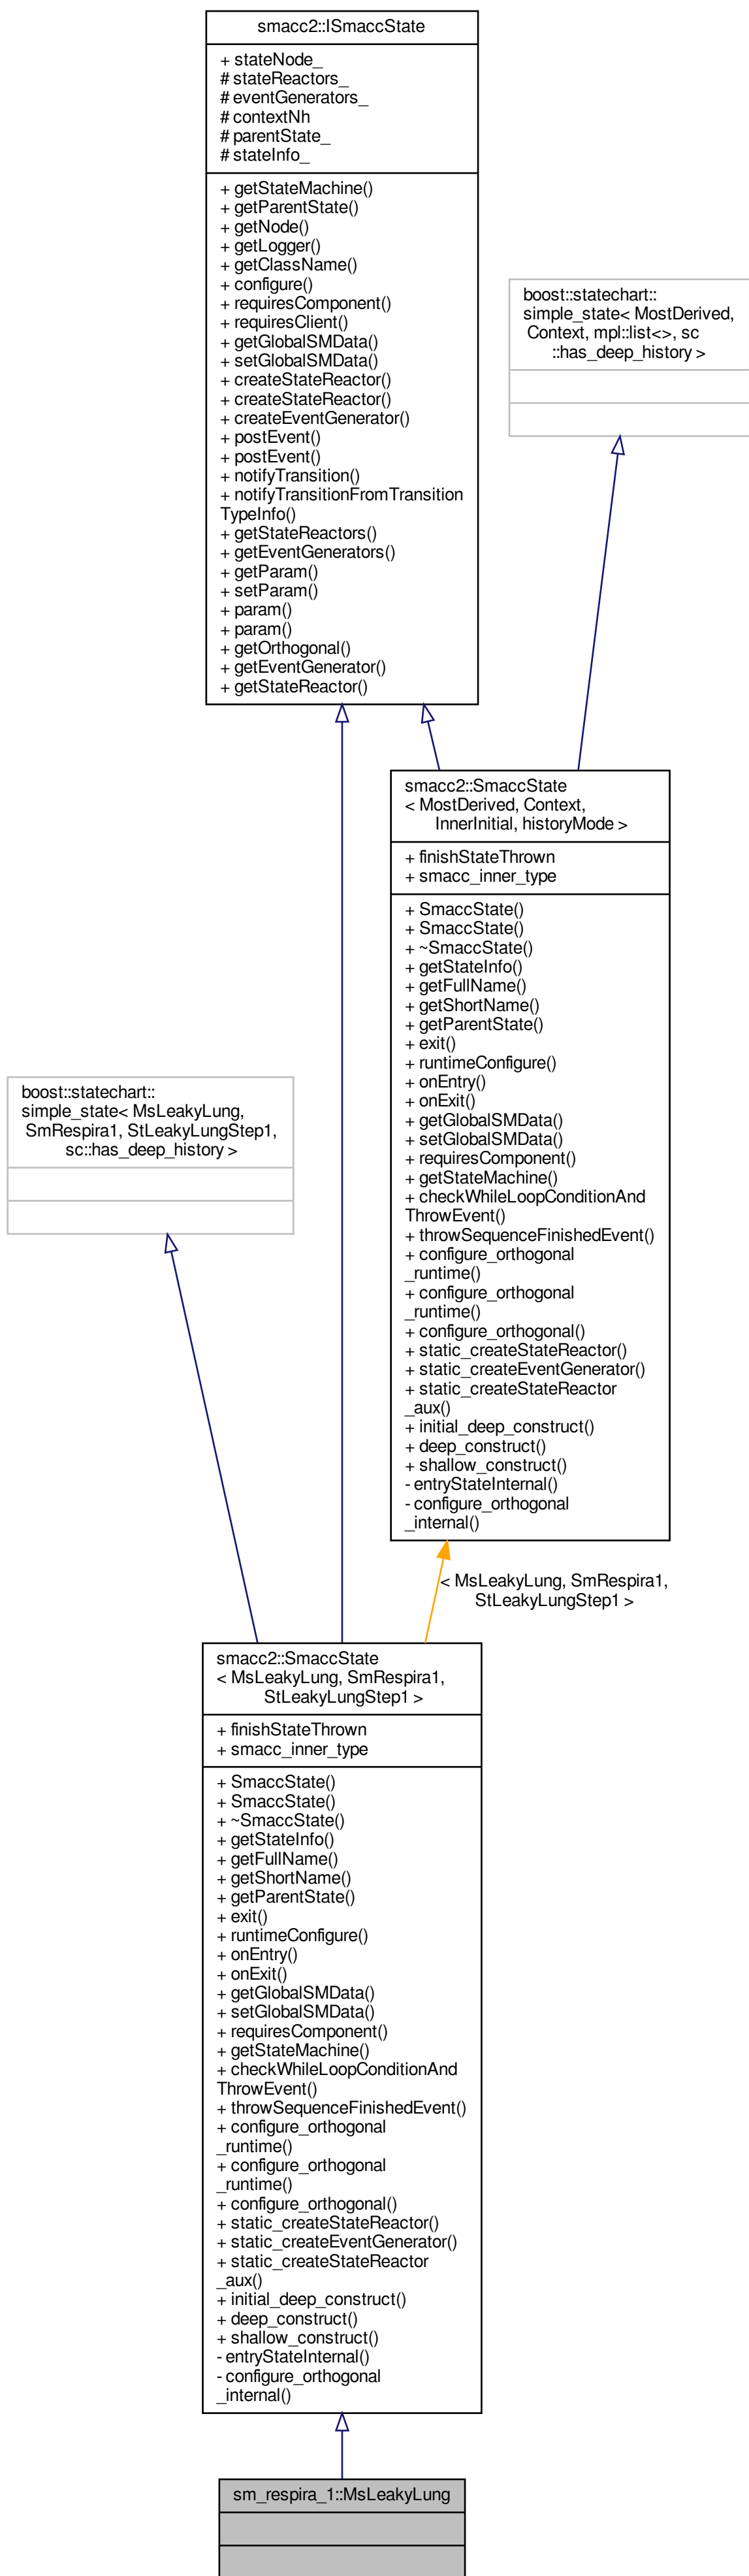 smacc2::ISmaccState
+ stateNode_
# stateReactors_
# eventGenerators_
# contextNh
# parentState_
# stateInfo_
+ getStateMachine()
+ getParentState()
+ getNode()
+ getLogger()
+ getClassName()
+ configure()
+ requiresComponent()
+ requiresClient()
+ getGlobalSMData()
+ setGlobalSMData()
+ createStateReactor()
+ createStateReactor()
+ createEventGenerator()
+ postEvent()
+ postEvent()
+ notifyTransition()
+ notifyTransitionFromTransition
TypeInfo()
+ getStateReactors()
+ getEventGenerators()
+ getParam()
+ setParam()
+ param()
+ param()
+ getOrthogonal()
+ getEventGenerator()
+ getStateReactor()
boost::statechart::
simple_state< MostDerived,
Context, mpl::list<>, sc
::has_deep_history >
smacc2::SmaccState
< MostDerived, Context,
InnerInitial, historyMode >
+ finishStateThrown
+ smacc_inner_type
+ SmaccState()
+ SmaccState()
+ ~SmaccState()
+ getStateInfo()
+ getFullName()
+ getShortName()
+ getParentState()
+ exit()
+ runtimeConfigure()
+ onEntry()
+ onExit()
+ getGlobalSMData()
+ setGlobalSMData()
+ requiresComponent()
+ getStateMachine()
+ checkWhileLoopConditionAnd
ThrowEvent()
+ throwSequenceFinishedEvent()
+ configure_orthogonal
_runtime()
+ configure_orthogonal
_runtime()
+ configure_orthogonal()
+ static_createStateReactor()
+ static_createEventGenerator()
+ static_createStateReactor
_aux()
+ initial_deep_construct()
+ deep_construct()
+ shallow_construct()
- entryStateInternal()
- configure_orthogonal
_internal()
boost::statechart::
simple_state< MsLeakyLung,
SmRespira1, StLeakyLungStep1,
sc::has_deep_history >
< MsLeakyLung, SmRespira1,
StLeakyLungStep1 >
smacc2::SmaccState
< MsLeakyLung, SmRespira1,
StLeakyLungStep1 >
+ finishStateThrown
+ smacc_inner_type
+ SmaccState()
+ SmaccState()
+ ~SmaccState()
+ getStateInfo()
+ getFullName()
+ getShortName()
+ getParentState()
+ exit()
+ runtimeConfigure()
+ onEntry()
+ onExit()
+ getGlobalSMData()
+ setGlobalSMData()
+ requiresComponent()
+ getStateMachine()
+ checkWhileLoopConditionAnd
ThrowEvent()
+ throwSequenceFinishedEvent()
+ configure_orthogonal
_runtime()
+ configure_orthogonal
_runtime()
+ configure_orthogonal()
+ static_createStateReactor()
+ static_createEventGenerator()
+ static_createStateReactor
_aux()
+ initial_deep_construct()
+ deep_construct()
+ shallow_construct()
- entryStateInternal()
- configure_orthogonal
_internal()
sm_respira_1::MsLeakyLung